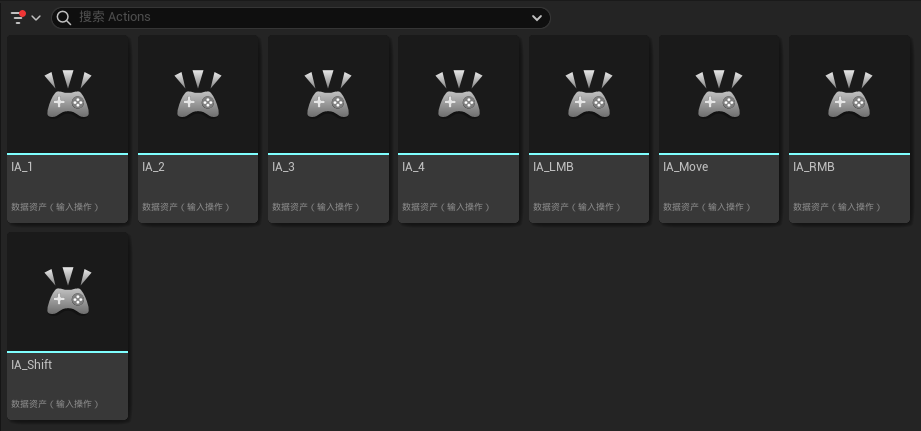 搜索 Actions
IA_1
IA_2
IA_3
IA_4
IA_LMB
IA_Move
IA_RMB
数据资产（输入操作）
数据资产（输入操作）
数据资产（输入操作）
数据资产（输入操作）
数据资产（输入操作）
数据资产（输入操作）
数据资产（输入操作）
IA_Shift
数据资产（输入操作）